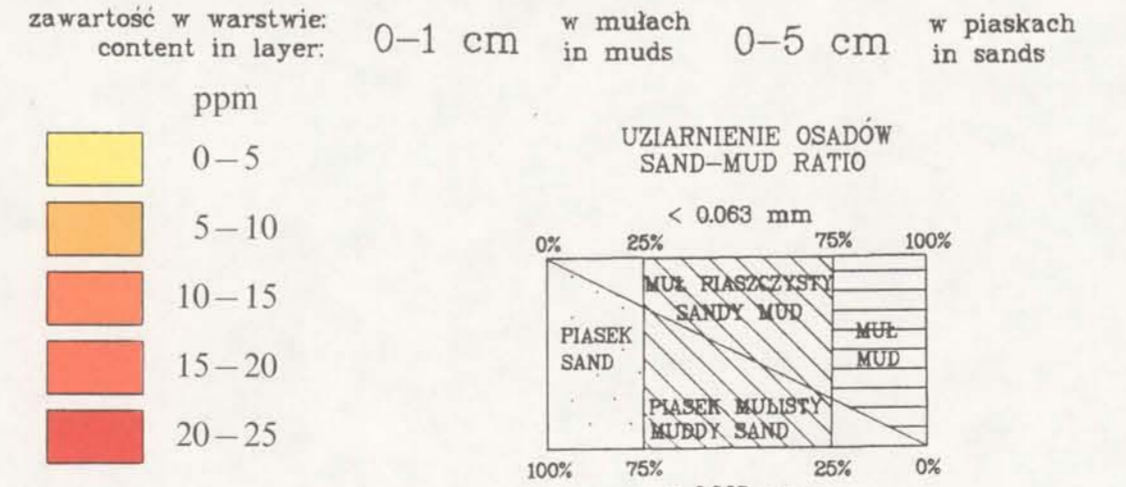 zawartość w warstwie:
content in layer:
0–1 cm
w mułach
in muds
0–5 cm
w piaskach
in sands
ppm
0–5
5–10
10–15
15–20
20–25
UZIARNIENIE OSADÓW
SAND–MUD RATIO
< 0.063 mm
0% 25% 75% 100%
MUŁ PIASZCZYSTY
SANDY MUD
PIASEK
SAND
MUŁ
MUD
PIASEK MULISTY
MUDDY SAND
100% 75% 25% 0%